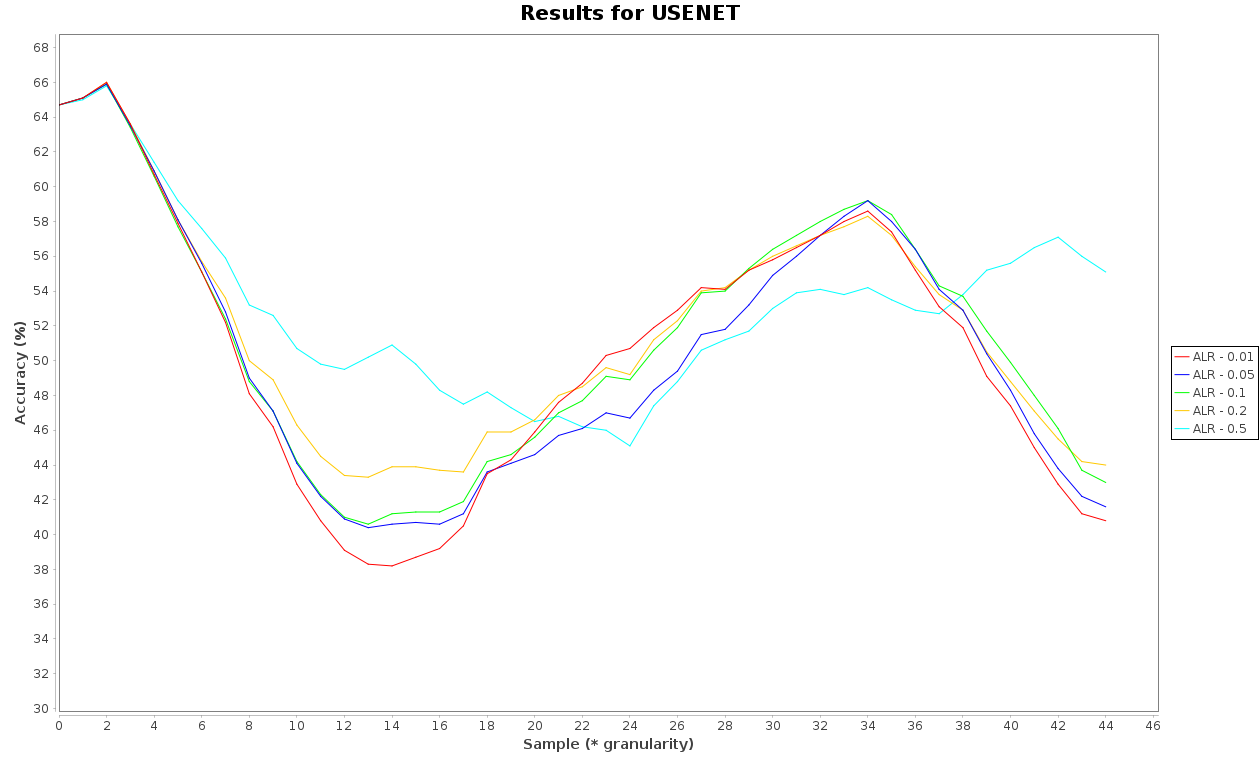 Results for USENET
68
66
64
62
60
58
56
54
52
50
48
46
44
42
40
38
36
34
32
30
Accuracy (%)
0 2 4 6 8 10 12 14 16 18 20 22 24 26 28 30 32 34 36 38 40 42 44 46
Sample (* granularity)
ALR - 0.01
ALR - 0.05
ALR - 0.1
ALR - 0.2
ALR - 0.5